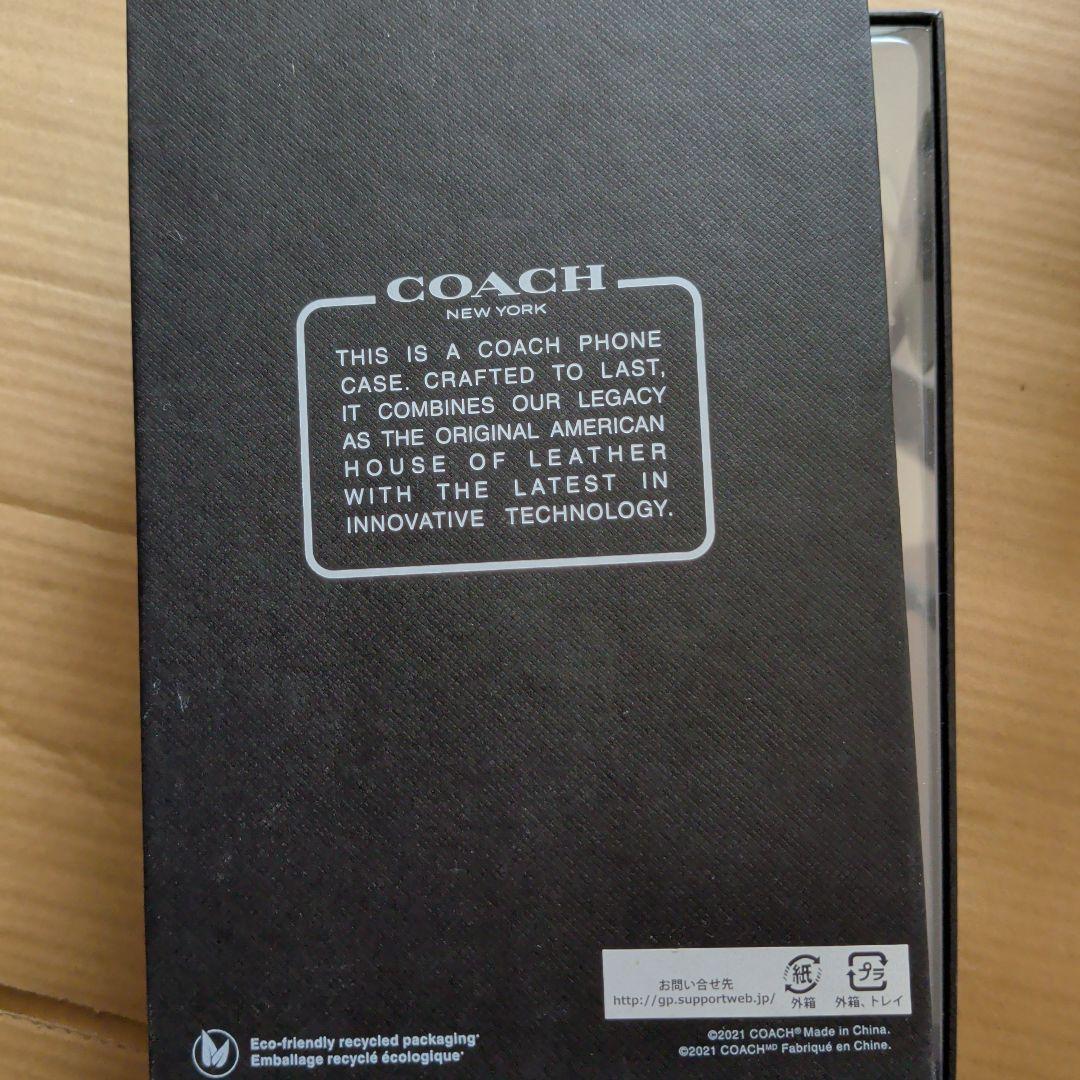 COACH
NEW YORK
THIS IS A COACH PHONE
CASE. CRAFTED TO LAST,
IT COMBINES OUR LEGACY
AS THE ORIGINAL AMERICAN
HOUSE OF LEATHER
WITH THE LATEST IN
INNOVATIVE TECHNOLOGY.
お問い合せ先
http://gp.supportweb.jp/
紙
外箱
プラ
外箱、トレイ
©2021 COACH® Made in China.
©2021 COACHᴹᴰ Fabriqué en Chine.
Eco-friendly recycled packaging*
Emballage recyclé écologique*